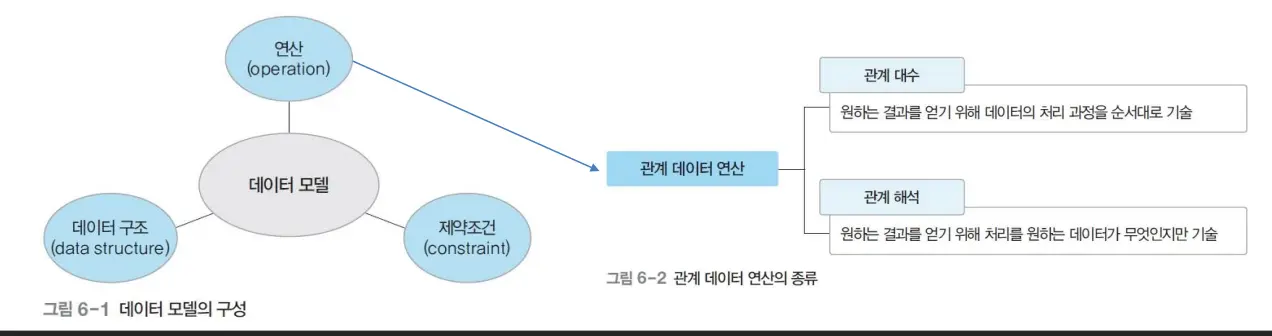 연산
(operation)
데이터 모델
데이터 구조
(data structure)
제약조건
(constraint)
그림 6-1 데이터 모델의 구성
관계 데이터 연산
관계 대수
원하는 결과를 얻기 위해 데이터의 처리 과정을 순서대로 기술
관계 해석
원하는 결과를 얻기 위해 처리를 원하는 데이터가 무엇인지만 기술
그림 6-2 관계 데이터 연산의 종류